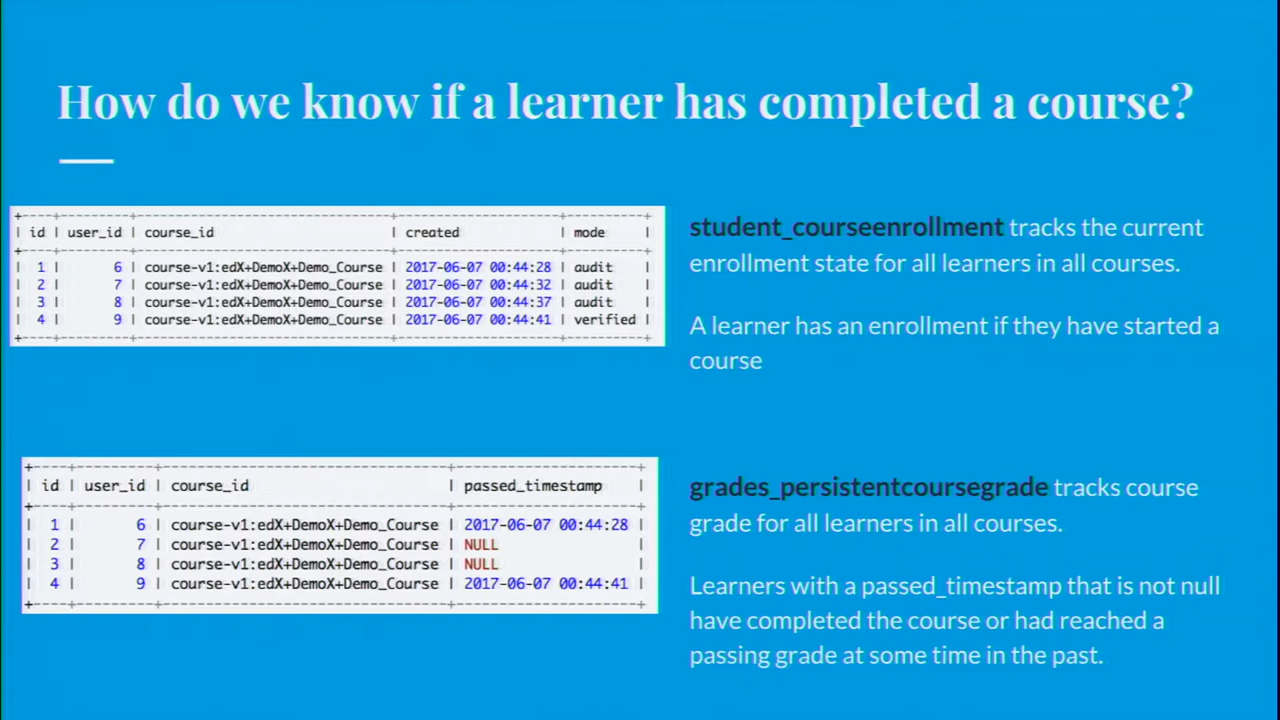 How do we know if a learner has completed a course?
+----+---------+--------------------------------+---------------------+----------+
| id | user_id | course_id | created | mode |
+----+---------+--------------------------------+---------------------+----------+
| 1 | 6 | course-v1:edX+DemoX+Demo_Course | 2017-06-07 00:44:28 | audit |
| 2 | 7 | course-v1:edX+DemoX+Demo_Course | 2017-06-07 00:44:32 | audit |
| 3 | 8 | course-v1:edX+DemoX+Demo_Course | 2017-06-07 00:44:37 | audit |
| 4 | 9 | course-v1:edX+DemoX+Demo_Course | 2017-06-07 00:44:41 | verified |
+----+---------+--------------------------------+---------------------+----------+
student_courseenrollment tracks the current
enrollment state for all learners in all courses.
A learner has an enrollment if they have started a
course
+----+---------+--------------------------------+---------------------+
| id | user_id | course_id | passed_timestamp |
+----+---------+--------------------------------+---------------------+
| 1 | 6 | course-v1:edX+DemoX+Demo_Course | 2017-06-07 00:44:28 |
| 2 | 7 | course-v1:edX+DemoX+Demo_Course | NULL |
| 3 | 8 | course-v1:edX+DemoX+Demo_Course | NULL |
| 4 | 9 | course-v1:edX+DemoX+Demo_Course | 2017-06-07 00:44:41 |
+----+---------+--------------------------------+---------------------+
grades_persistentcoursegrade tracks course
grade for all learners in all courses.
Learners with a passed_timestamp that is not null
have completed the course or had reached a
passing grade at some time in the past.